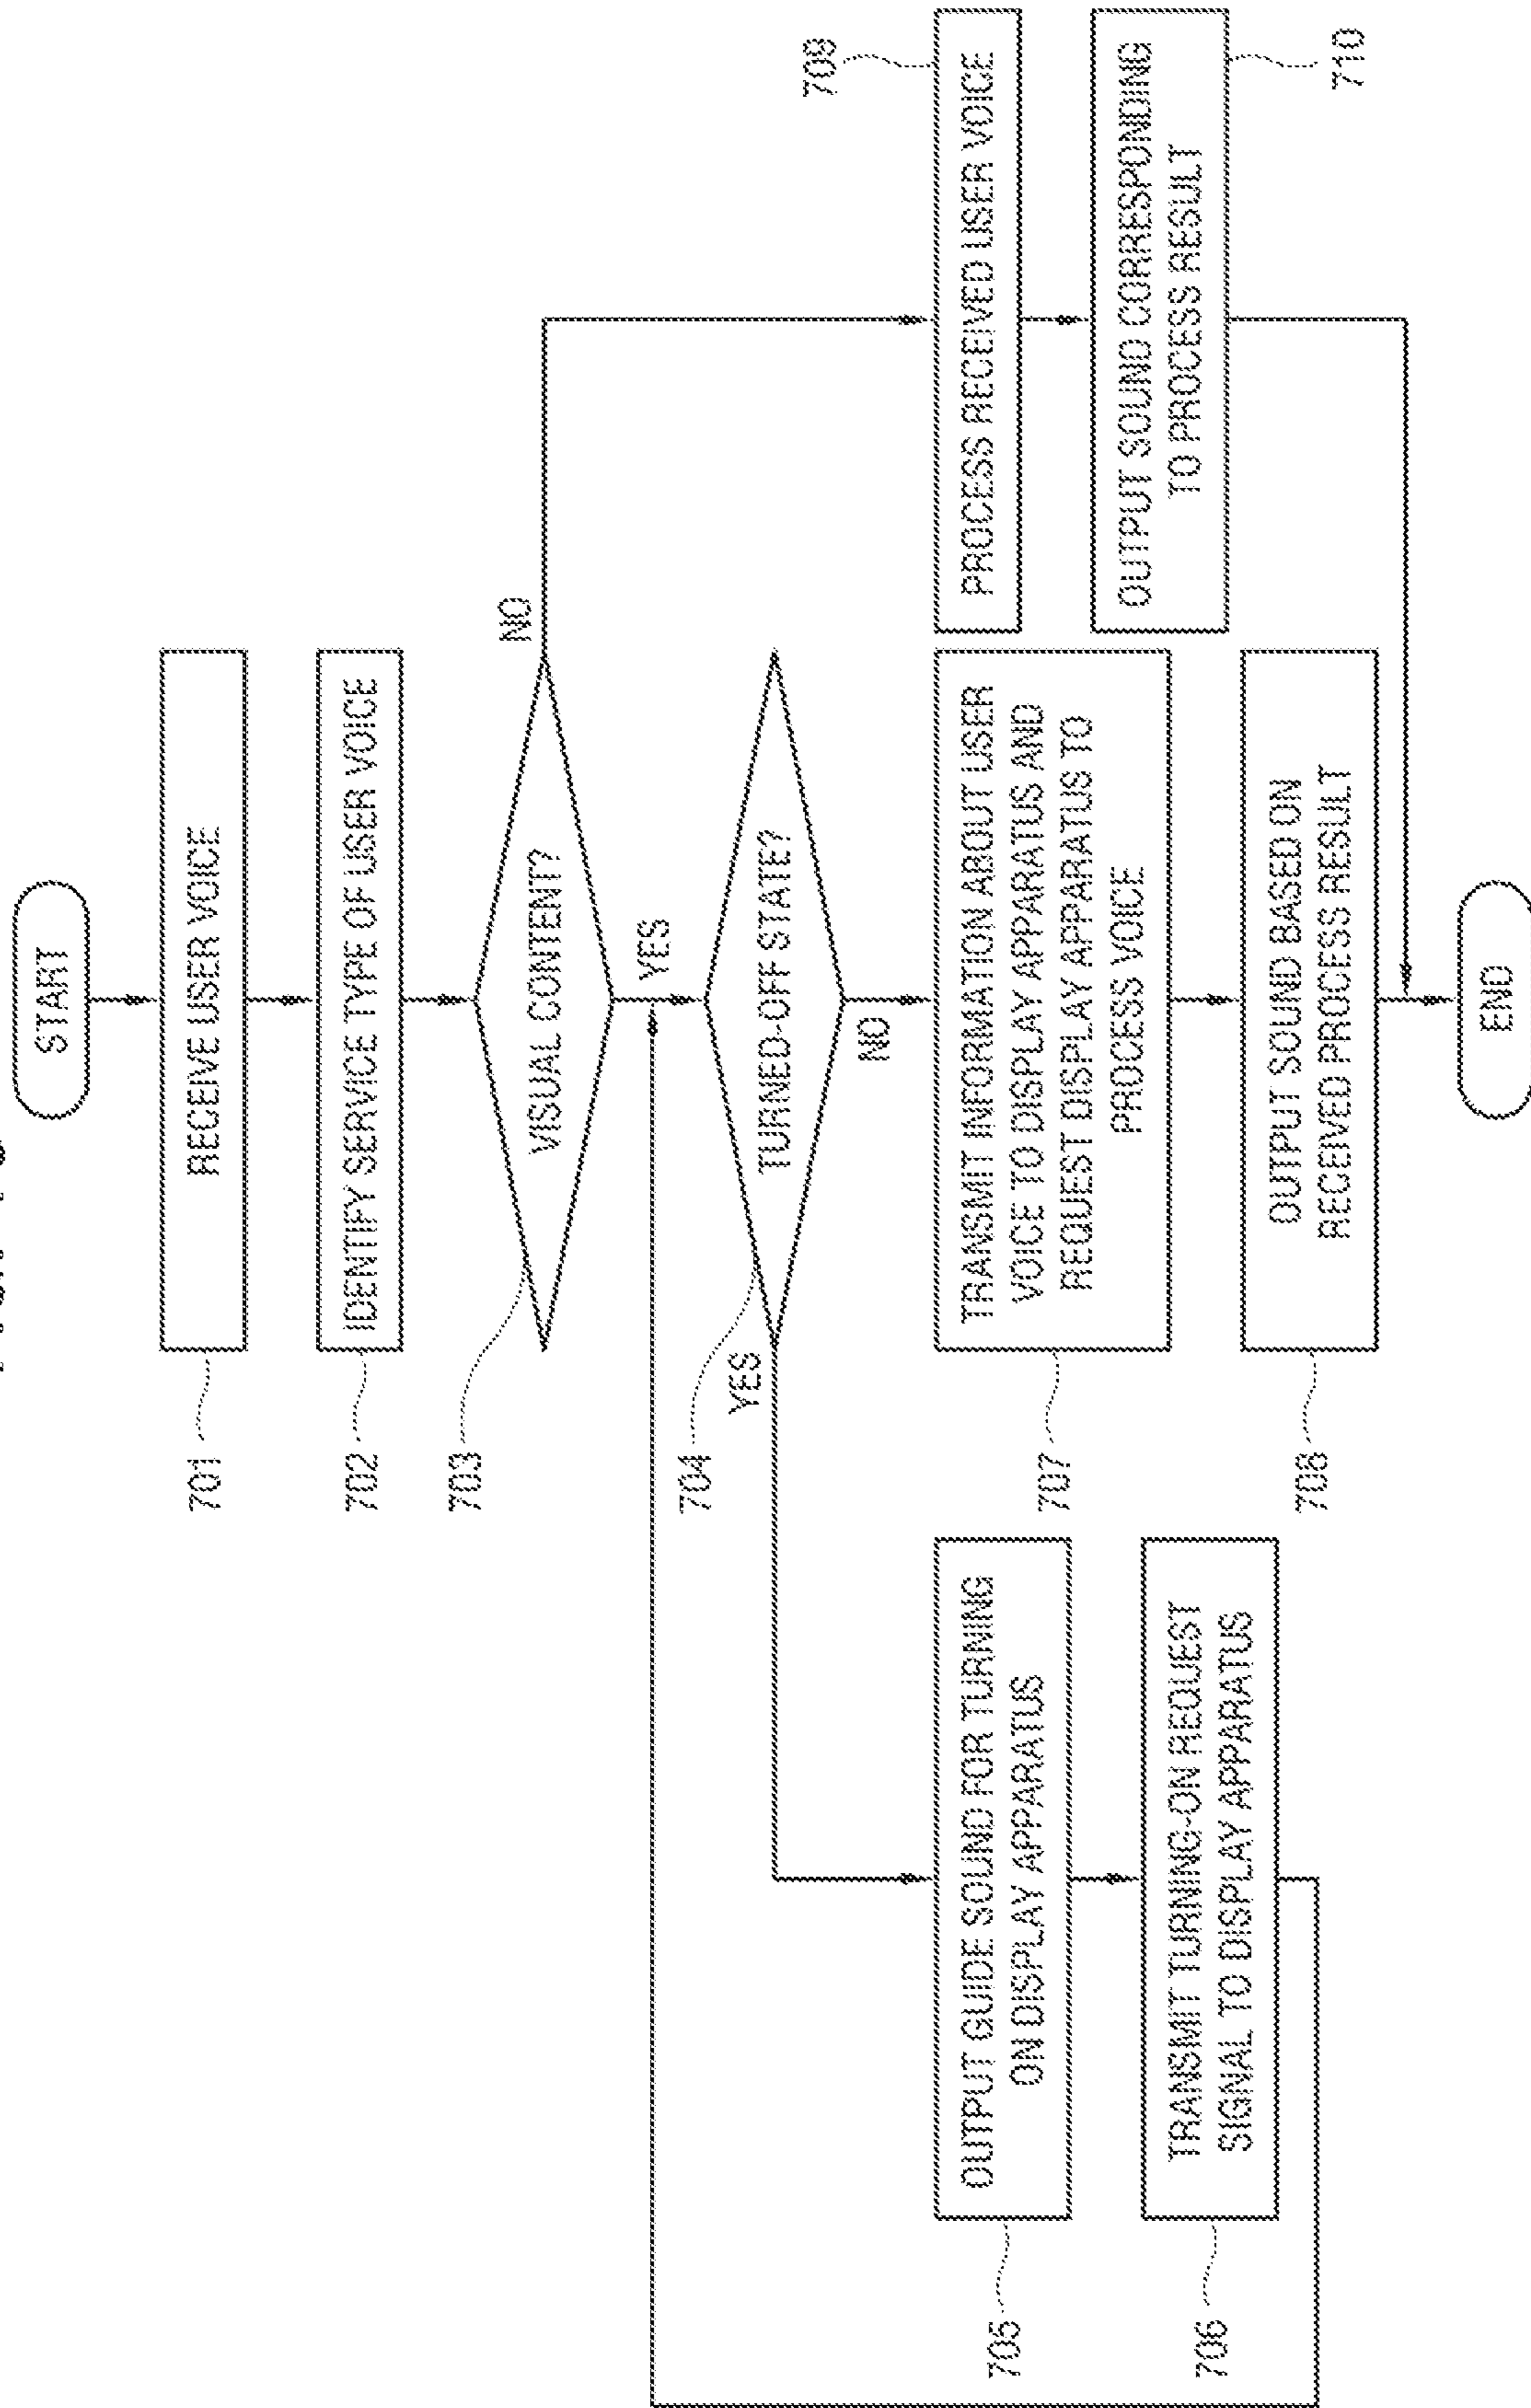 START
RECEIVE USER VOICE
701
IDENTIFY SERVICE TYPE OF USER VOICE
702
VISUAL CONTENT?
703
NO
YES
TURNED-OFF STATE?
704
YES
NO
OUTPUT GUIDE SOUND FOR TURNING
ON DISPLAY APPARATUS
705
TRANSMIT TURNING-ON REQUEST
SIGNAL TO DISPLAY APPARATUS
706
TRANSMIT INFORMATION ABOUT USER
VOICE TO DISPLAY APPARATUS AND
REQUEST DISPLAY APPARATUS TO
PROCESS VOICE
707
OUTPUT SOUND BASED ON
RECEIVED PROCESS RESULT
708
PROCESS RECEIVED USER VOICE
OUTPUT SOUND CORRESPONDING
TO PROCESS RESULT
710
END